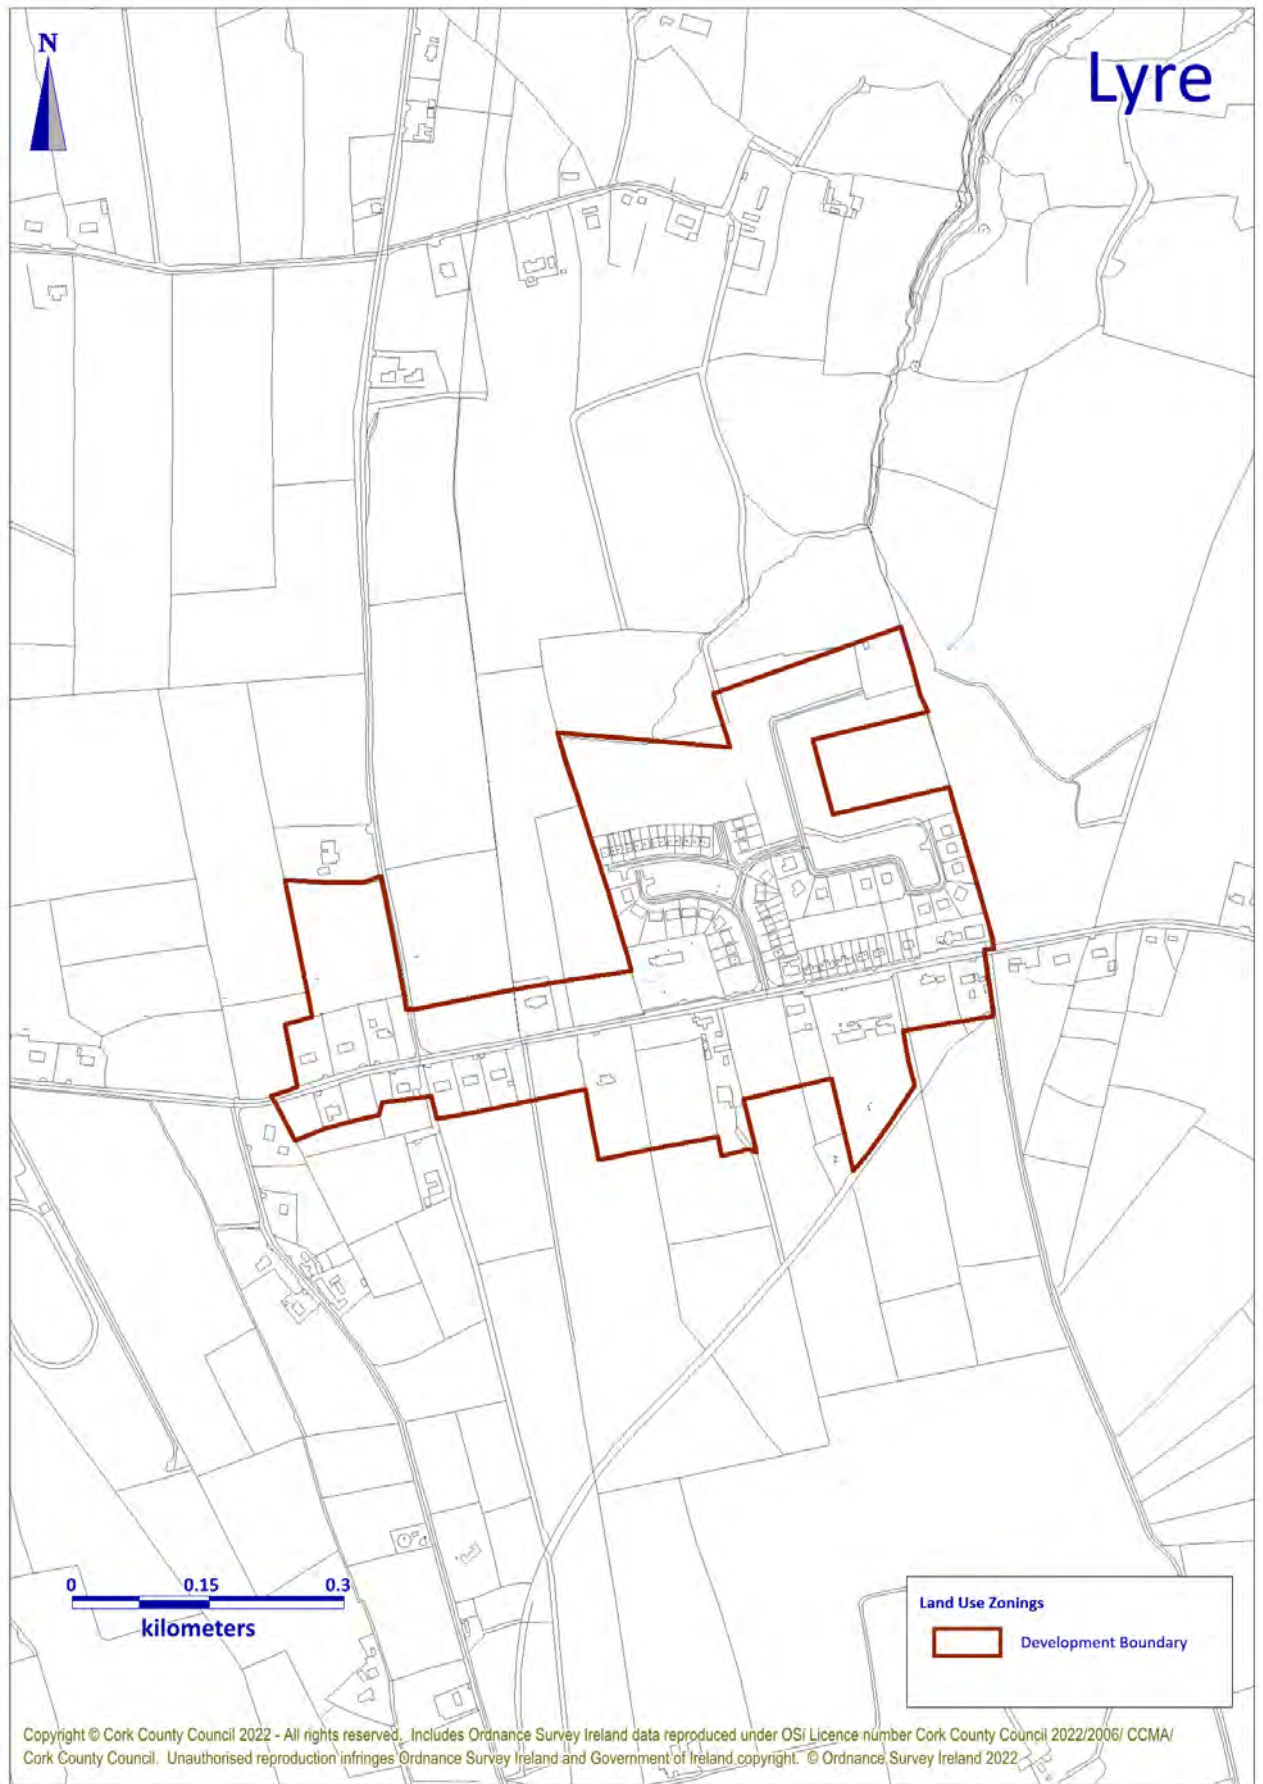 N
Lyre
0 0.15 0.3
kilometers
Land Use Zonings
Development Boundary
Copyright © Cork County Council 2022 - All rights reserved. Includes Ordnance Survey Ireland data reproduced under OSi Licence number Cork County Council 2022/2006/ CCMA/
Cork County Council. Unauthorised reproduction infringes Ordnance Survey Ireland and Government of Ireland copyright. © Ordnance Survey Ireland 2022